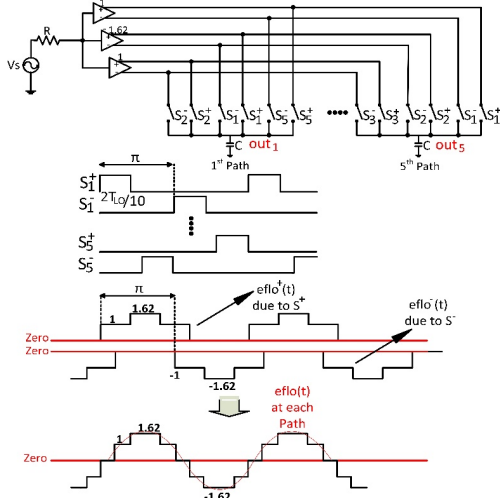 1
R
-1.62
Vs
1
S2- S2+ S1- S1+ S5- S5+ S3- S3+ S2- S2+ S1- S1+
C out1 C out5
1st Path 5th Path
π
S1+
S1- 2TLO/10
S5+
S5-
π
eflo+(t)
due to S+
eflo-(t)
due to S-
1.62
1
Zero
Zero
-1
-1.62
eflo(t)
at each
Path
1.62
1
Zero
-1.62